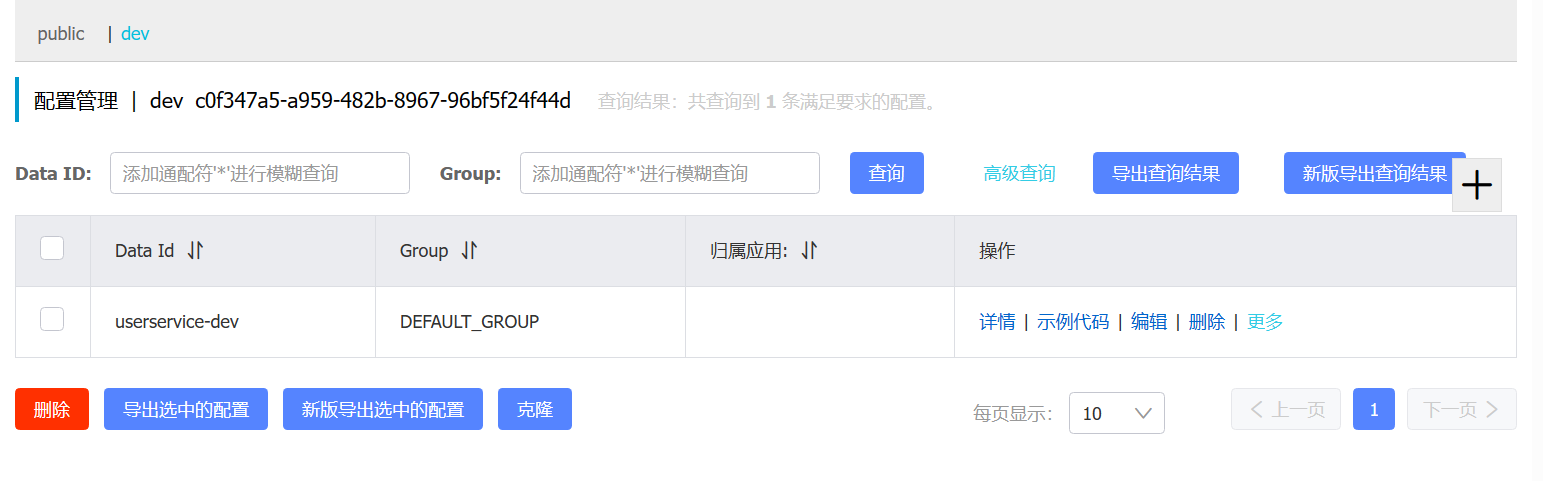 public | dev
配置管理 | dev c0f347a5-a959-482b-8967-96bf5f24f44d 查询结果：共查询到 1 条满足要求的配置。
Data ID: 添加通配符'*'进行模糊查询 Group: 添加通配符'*'进行模糊查询 查询 高级查询 导出查询结果 新版导出查询结果
Data Id Group 归属应用: 操作
userservice-dev DEFAULT_GROUP 详情 | 示例代码 | 编辑 | 删除 | 更多
删除 导出选中的配置 新版导出选中的配置 克隆 每页显示: 10 上一页 1 下一页